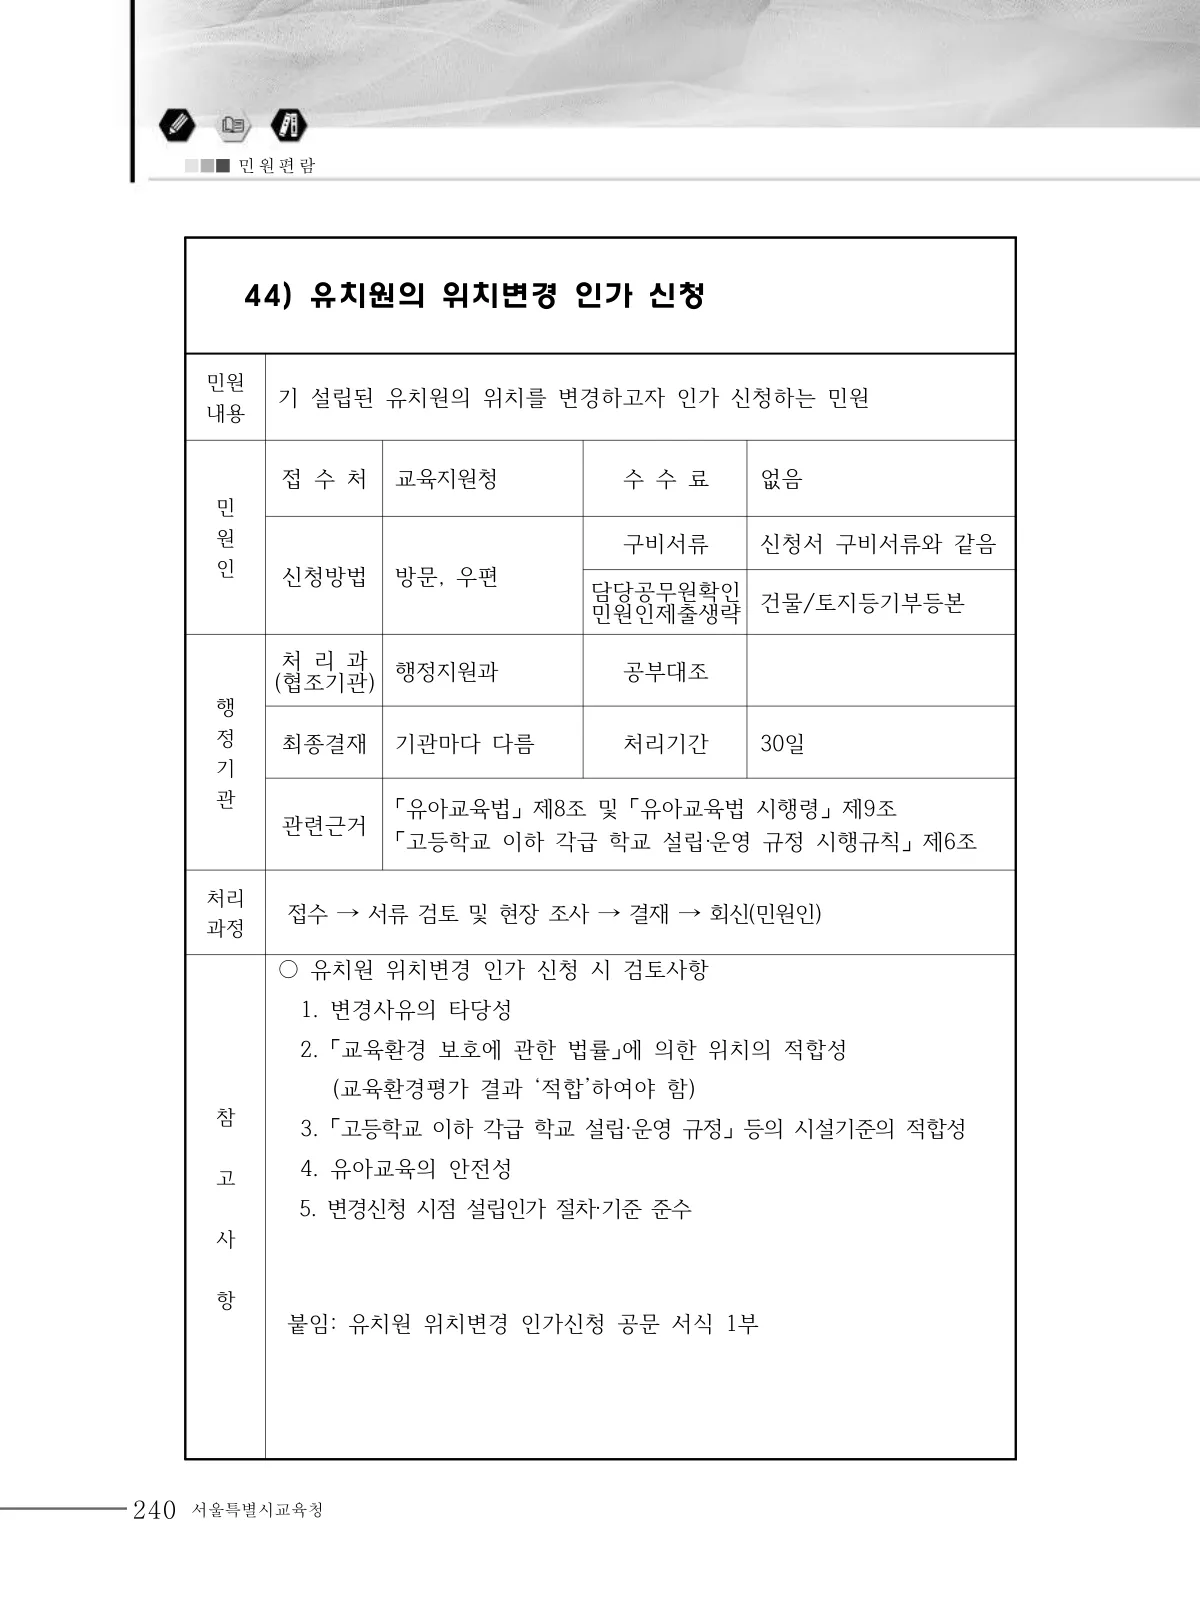 민원편람
44) 유치원의 위치변경 인가 신청
민원
내용
기 설립된 유치원의 위치를 변경하고자 인가 신청하는 민원
민
원
인
접 수 처
교육지원청
수 수 료
없음
신청방법
방문, 우편
구비서류
신청서 구비서류와 같음
담당공무원확인
민원인제출생략
건물/토지등기부등본
행
정
기
관
처 리 과
(협조기관)
행정지원과
공부대조
최종결재
기관마다 다름
처리기간
30일
관련근거
「유아교육법」 제8조 및 「유아교육법 시행령」 제9조
「고등학교 이하 각급 학교 설립·운영 규정 시행규칙」 제6조
처리
과정
접수 → 서류 검토 및 현장 조사 → 결재 → 회신(민원인)
참
고
사
항
○ 유치원 위치변경 인가 신청 시 검토사항
1. 변경사유의 타당성
2. 「교육환경 보호에 관한 법률」에 의한 위치의 적합성
(교육환경평가 결과 ‘적합’하여야 함)
3. 「고등학교 이하 각급 학교 설립·운영 규정」 등의 시설기준의 적합성
4. 유아교육의 안전성
5. 변경신청 시점 설립인가 절차·기준 준수
붙임: 유치원 위치변경 인가신청 공문 서식 1부
240 서울특별시교육청